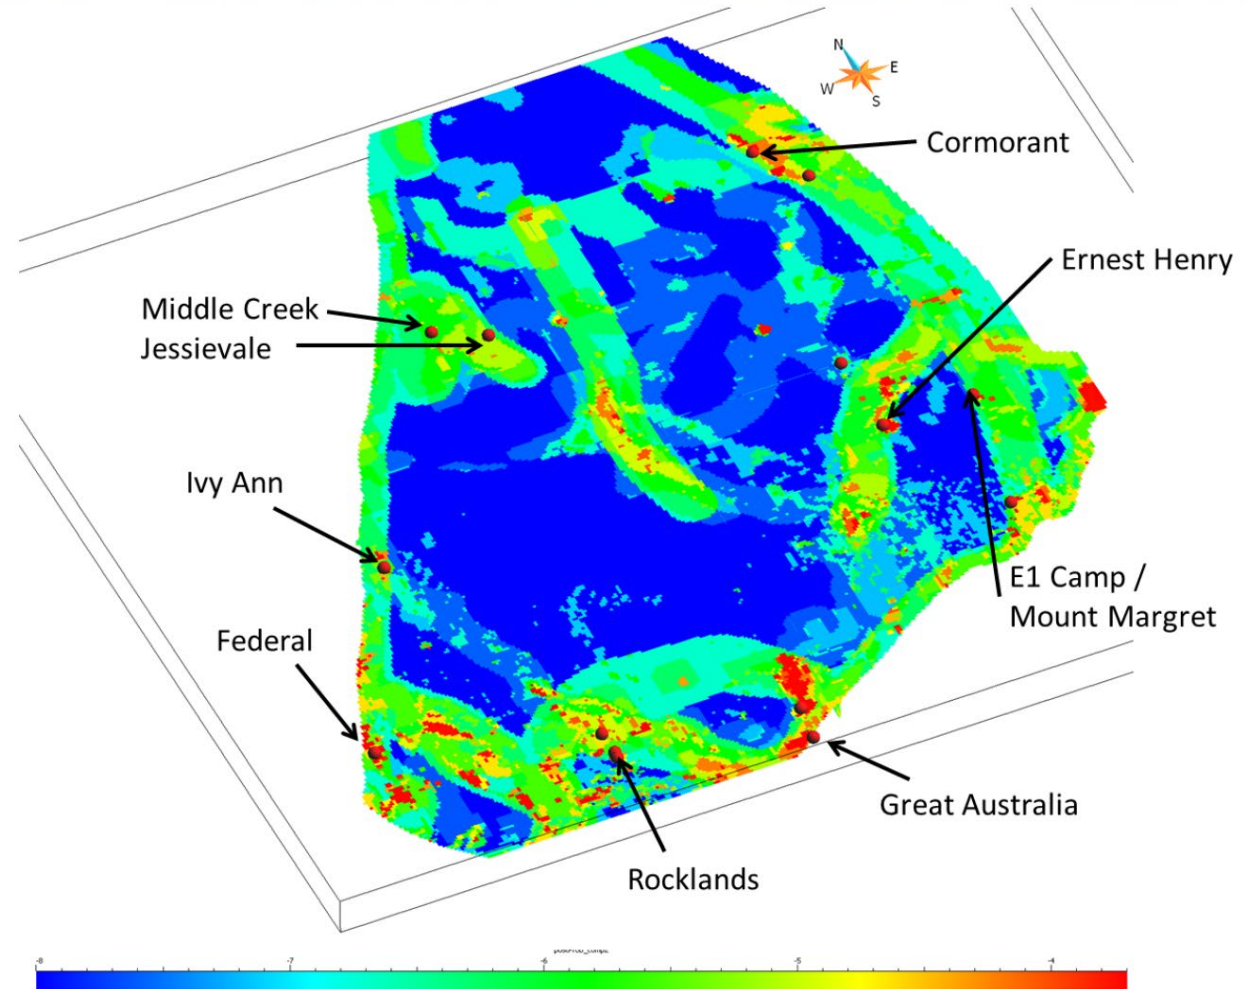 N
E
W
S
Cormorant
Ernest Henry
Middle Creek
Jessievale
Ivy Ann
E1 Camp /
Mount Margret
Federal
Great Australia
Rocklands
-8 -7 -6 -5 -4